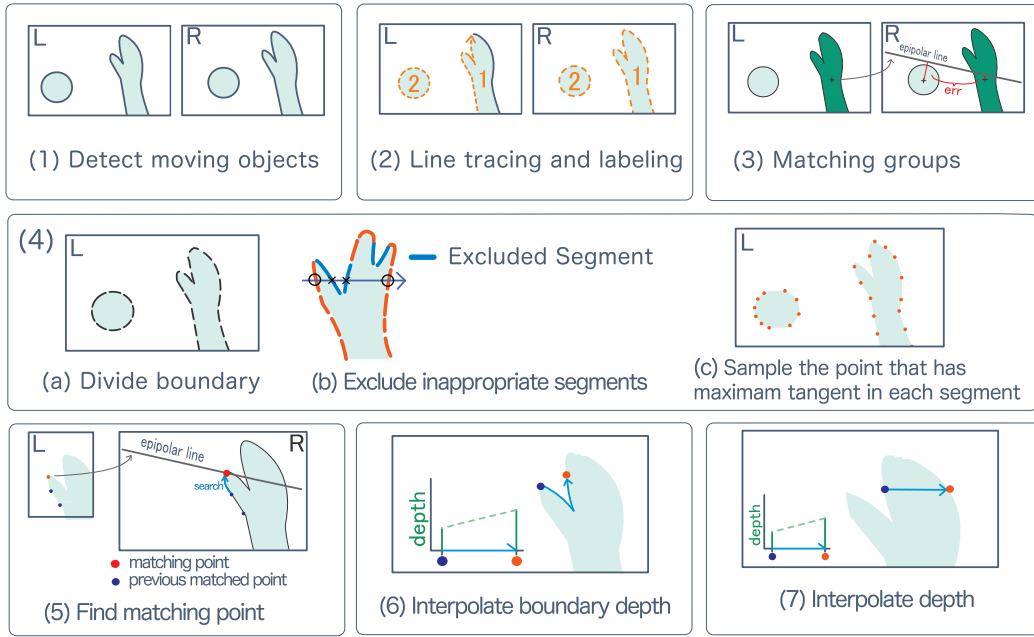 L
R
(1) Detect moving objects
L
2
1
R
2
1
(2) Line tracing and labeling
L
R
epipolar line
err
(3) Matching groups
(4)
L
(a) Divide boundary
Excluded Segment
(b) Exclude inappropriate segments
L
(c) Sample the point that has
maximam tangent in each segment
L
epipolar line
R
search
matching point
previous matched point
(5) Find matching point
depth
(6) Interpolate boundary depth
depth
(7) Interpolate depth